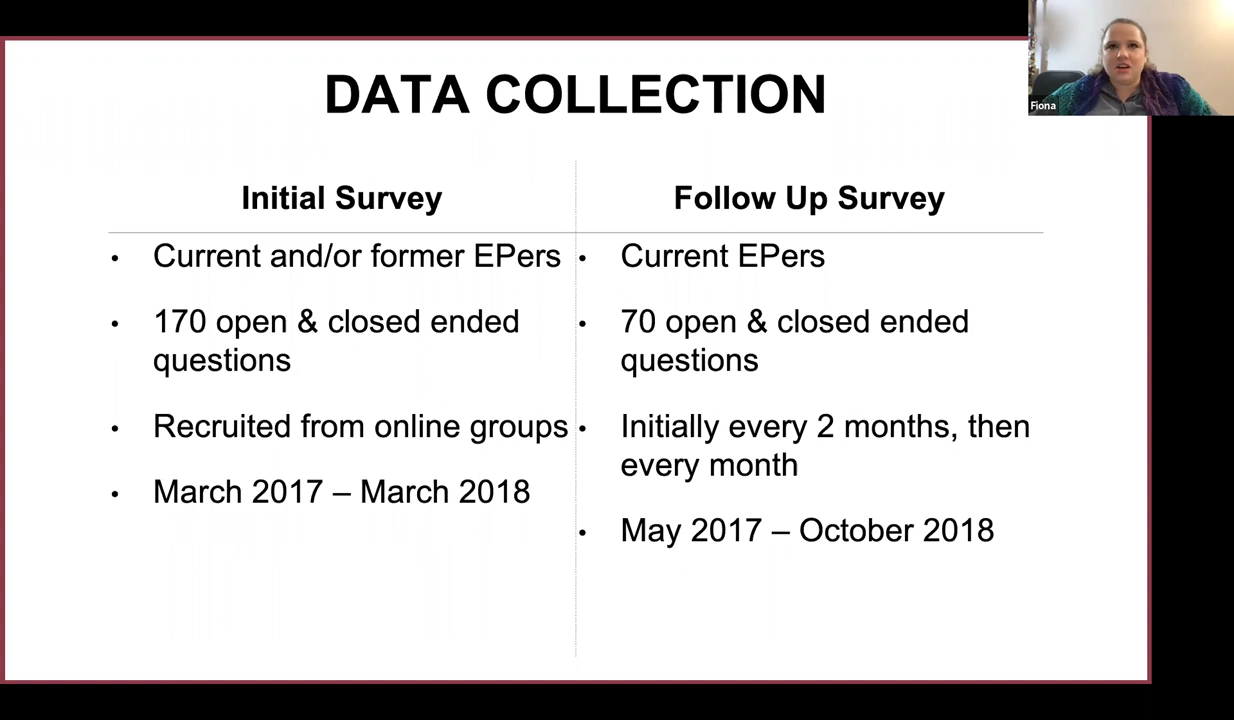 DATA COLLECTION
Fiona
Initial Survey
• Current and/or former EPers
• 170 open & closed ended
questions
• Recruited from online groups
• March 2017 – March 2018
Follow Up Survey
• Current EPers
• 70 open & closed ended
questions
• Initially every 2 months, then
every month
• May 2017 – October 2018